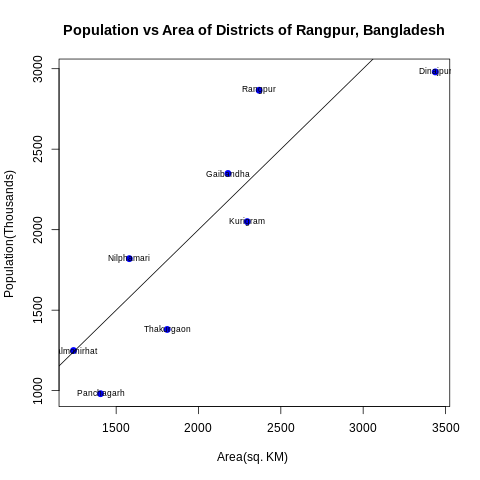 Population vs Area of Districts of Rangpur, Bangladesh
3000
2500
2000
1500
1000
Population(Thousands)
Dinajpur
Rangpur
Gaibandha
Kurigram
Nilphamari
Thakurgaon
almonirhat
Panchagarh
1500 2000 2500 3000 3500
Area(sq. KM)